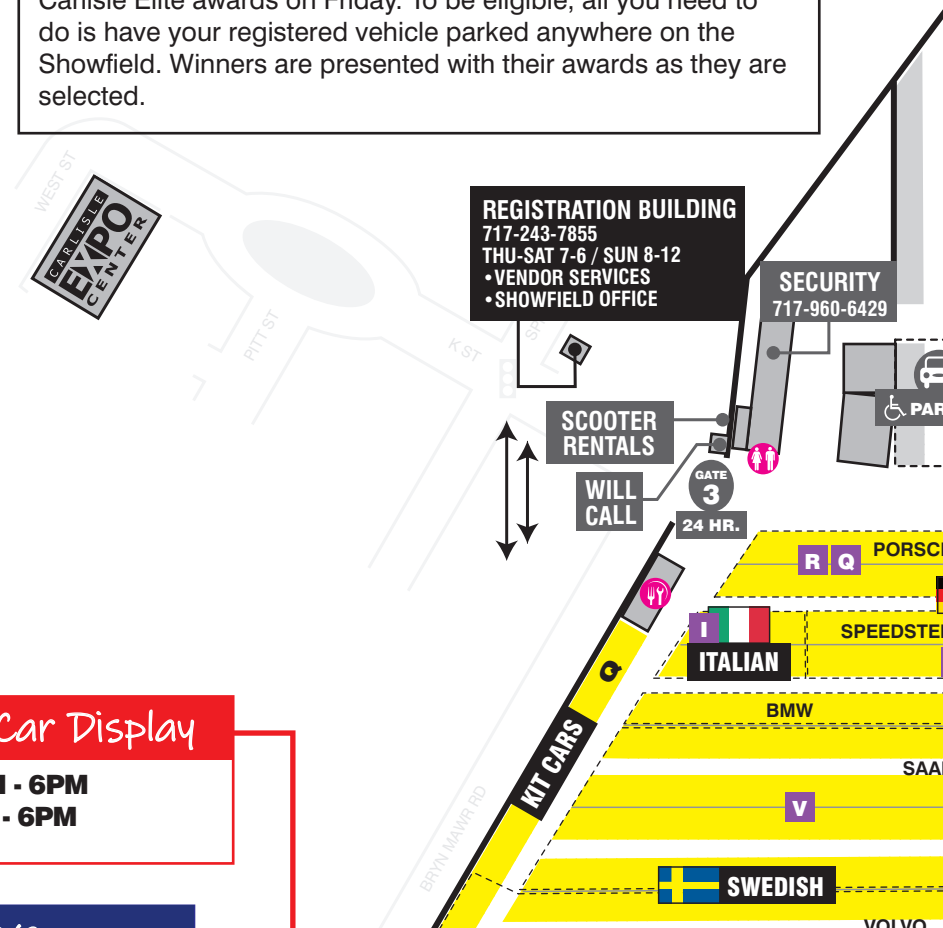 Carlisle Elite awards on Friday. To be eligible, all you need to
do is have your registered vehicle parked anywhere on the
Showfield. Winners are presented with their awards as they are
selected.
WEST ST
CARLISLE
EXPO
CENTER
PITT ST
K ST
REGISTRATION BUILDING
717-243-7855
THU-SAT 7-6 / SUN 8-12
•VENDOR SERVICES
•SHOWFIELD OFFICE
SECURITY
717-960-6429
SCOOTER
RENTALS
WILL
CALL
GATE
3
24 HR.
R Q
I
ITALIAN
Q
KIT CARS
BMW
V
SWEDISH
VOLVO
BRYN MAWR RD
Car Display
- 6PM
- 6PM